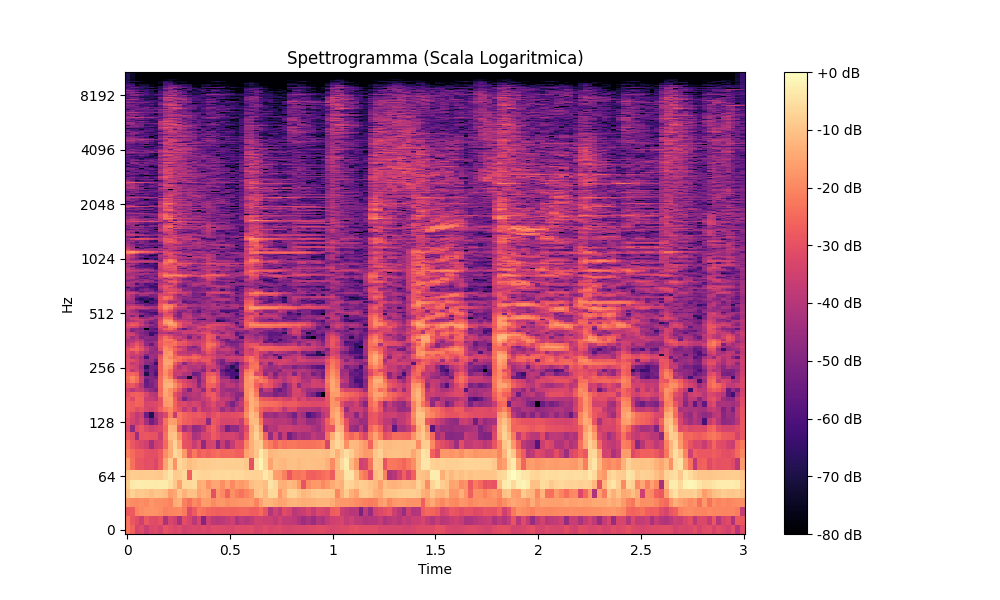 Spettrogramma (Scala Logaritmica)
Hz
8192
4096
2048
1024
512
256
128
64
0
0 0.5 1 1.5 2 2.5 3
Time
+0 dB
-10 dB
-20 dB
-30 dB
-40 dB
-50 dB
-60 dB
-70 dB
-80 dB